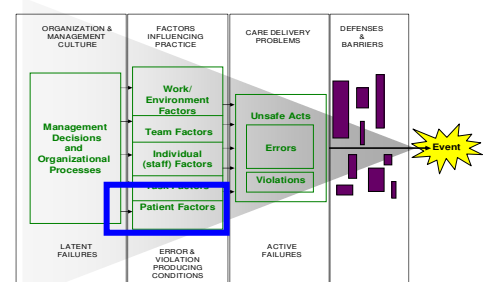 ORGANIZATION &
MANAGEMENT
CULTURE
FACTORS
INFLUENCING
PRACTICE
CARE DELIVERY
PROBLEMS
DEFENSES
&
BARRIERS
Management
Decisions
and
Organizational
Processes
Work/
Environment
Factors
Team Factors
Individual
(staff) Factors
Task Factors
Patient Factors
Unsafe Acts
Errors
Violations
Event
LATENT
FAILURES
ERROR &
VIOLATION
PRODUCING
CONDITIONS
ACTIVE
FAILURES